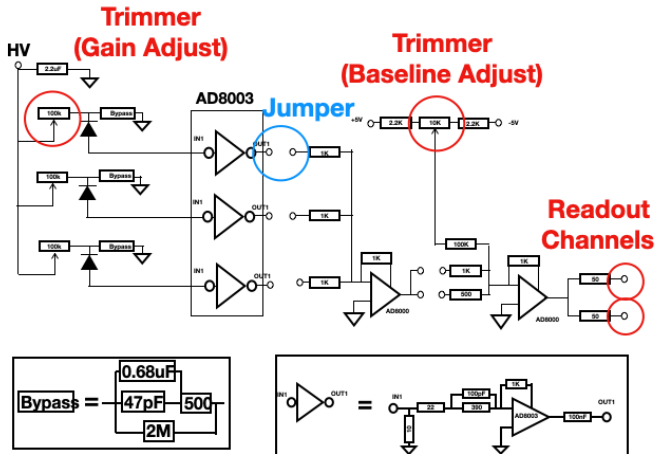 Trimmer
(Gain Adjust)
HV
2.2uF
Trimmer
(Baseline Adjust)
AD8003
Jumper
100k
Bypass
IN1
OUT1
1K
+5V
2.2K
10K
2.2K
-5V
100k
Bypass
IN1
OUT1
1K
Readout
Channels
100k
Bypass
IN1
OUT1
1K
1K
AD8000
100K
1K
500
1K
AD8000
50
50
Bypass
=
0.68uF
47pF
500
2M
IN1
OUT1
=
IN1
10
22
100pF
390
1K
AD8003
100nF
OUT1